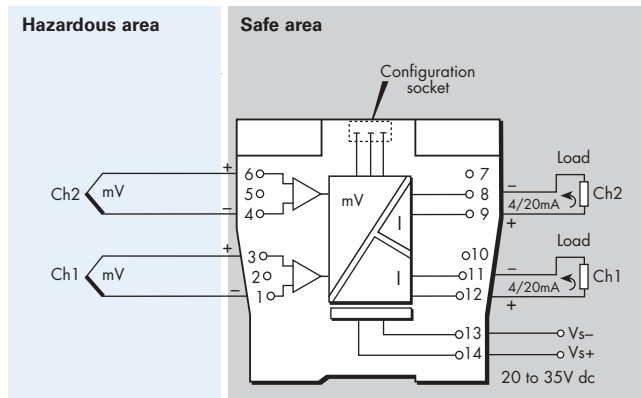 Hazardous area
Safe area
Configuration
socket
Ch2
mV
+
–
6
5
4
Ch1
mV
+
–
3
2
1
mV
I
I
7
8
9
10
11
12
13
14
Load
–
4/20mA
+
Ch2
Load
–
4/20mA
+
Ch1
Vs–
Vs+
20 to 35V dc